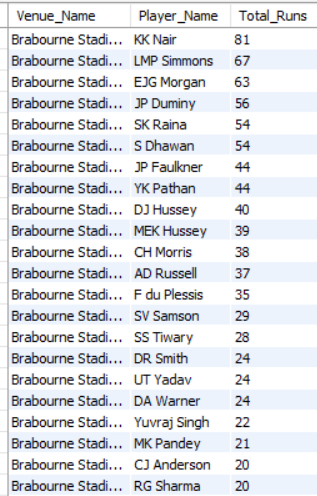 Venue_Name Player_Name Total_Runs
Brabourne Stadi... KK Nair 81
Brabourne Stadi... LMP Simmons 67
Brabourne Stadi... EJG Morgan 63
Brabourne Stadi... JP Duminy 56
Brabourne Stadi... SK Raina 54
Brabourne Stadi... S Dhawan 54
Brabourne Stadi... JP Faulkner 44
Brabourne Stadi... YK Pathan 44
Brabourne Stadi... DJ Hussey 40
Brabourne Stadi... MEK Hussey 39
Brabourne Stadi... CH Morris 38
Brabourne Stadi... AD Russell 37
Brabourne Stadi... F du Plessis 35
Brabourne Stadi... SV Samson 29
Brabourne Stadi... SS Tiwary 28
Brabourne Stadi... DR Smith 24
Brabourne Stadi... UT Yadav 24
Brabourne Stadi... DA Warner 24
Brabourne Stadi... Yuvraj Singh 22
Brabourne Stadi... MK Pandey 21
Brabourne Stadi... CJ Anderson 20
Brabourne Stadi... RG Sharma 20